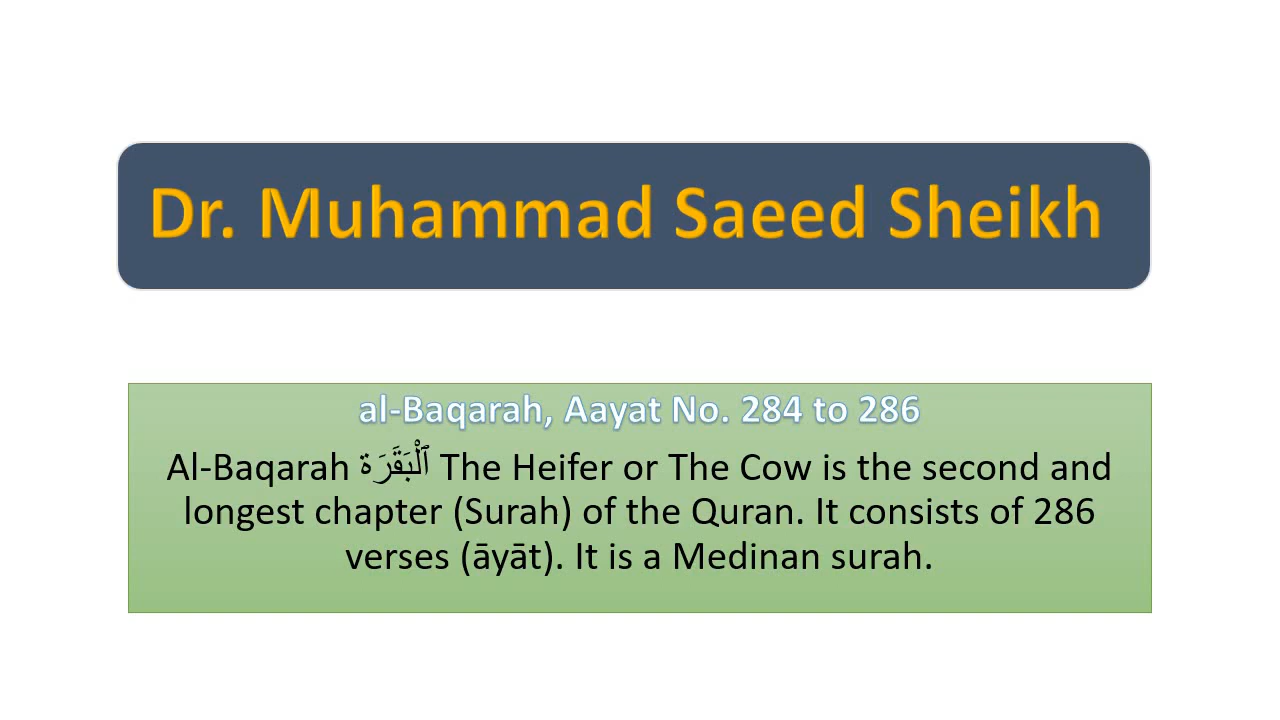 Dr. Muhammad Saeed Sheikh
al-Baqarah, Aayat No. 284 to 286
Al-Baqarah ٱلْبَقَرَة The Heifer or The Cow is the second and
longest chapter (Surah) of the Quran. It consists of 286
verses (āyāt). It is a Medinan surah.